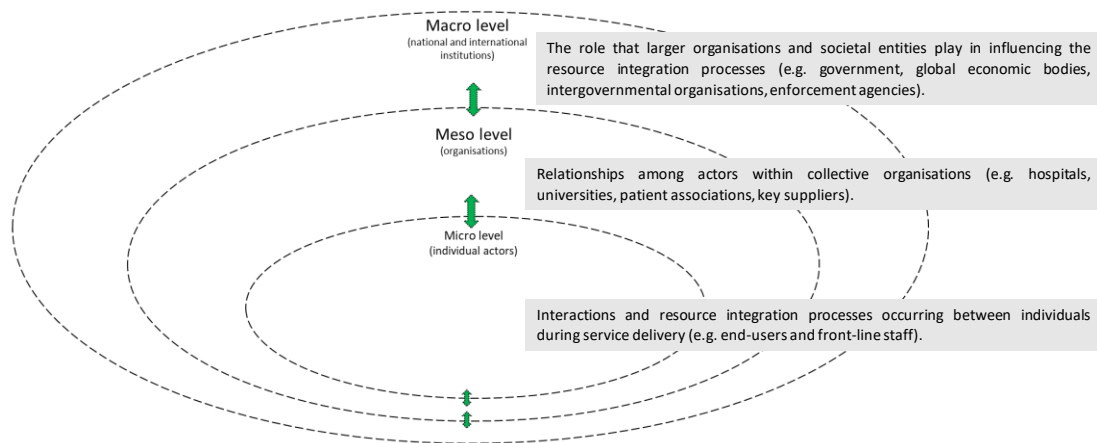 Macro level
(national and international
institutions)
The role that larger organisations and societal entities play in influencing the
resource integration processes (e.g. government, global economic bodies,
intergovernmental organisations, enforcement agencies).
Meso level
(organisations)
Relationships among actors within collective organisations (e.g. hospitals,
universities, patient associations, key suppliers).
Micro level
(individual actors)
Interactions and resource integration processes occurring between individuals
during service delivery (e.g. end-users and front-line staff).